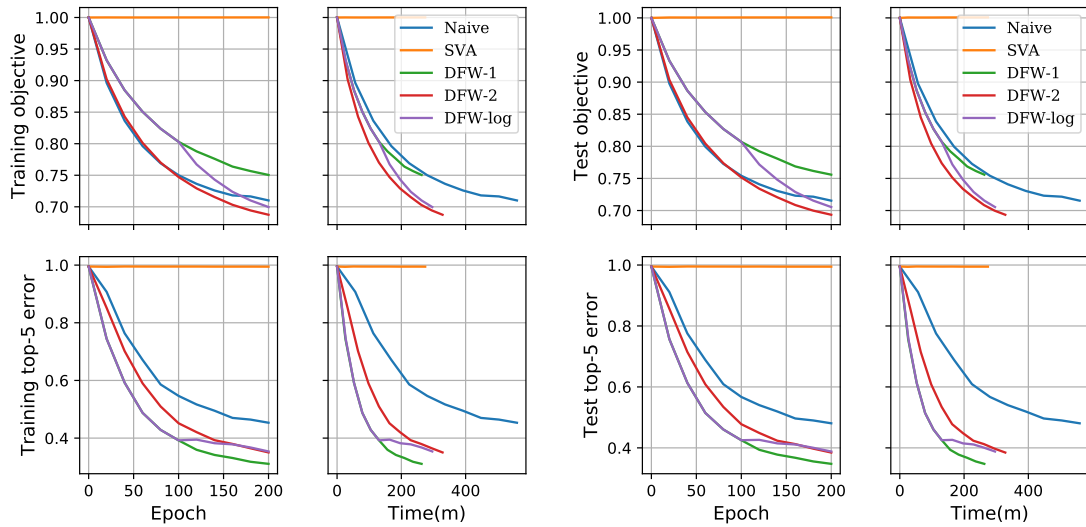 Training objective
1.00
0.95
0.90
0.85
0.80
0.75
0.70
Naive
SVA
DFW-1
DFW-2
DFW-log
Test objective
1.00
0.95
0.90
0.85
0.80
0.75
0.70
Naive
SVA
DFW-1
DFW-2
DFW-log
Training top-5 error
1.0
0.8
0.6
0.4
0 50 100 150 200
Epoch
0 200 400
Time(m)
Test top-5 error
1.0
0.8
0.6
0.4
0 50 100 150 200
Epoch
0 200 400
Time(m)